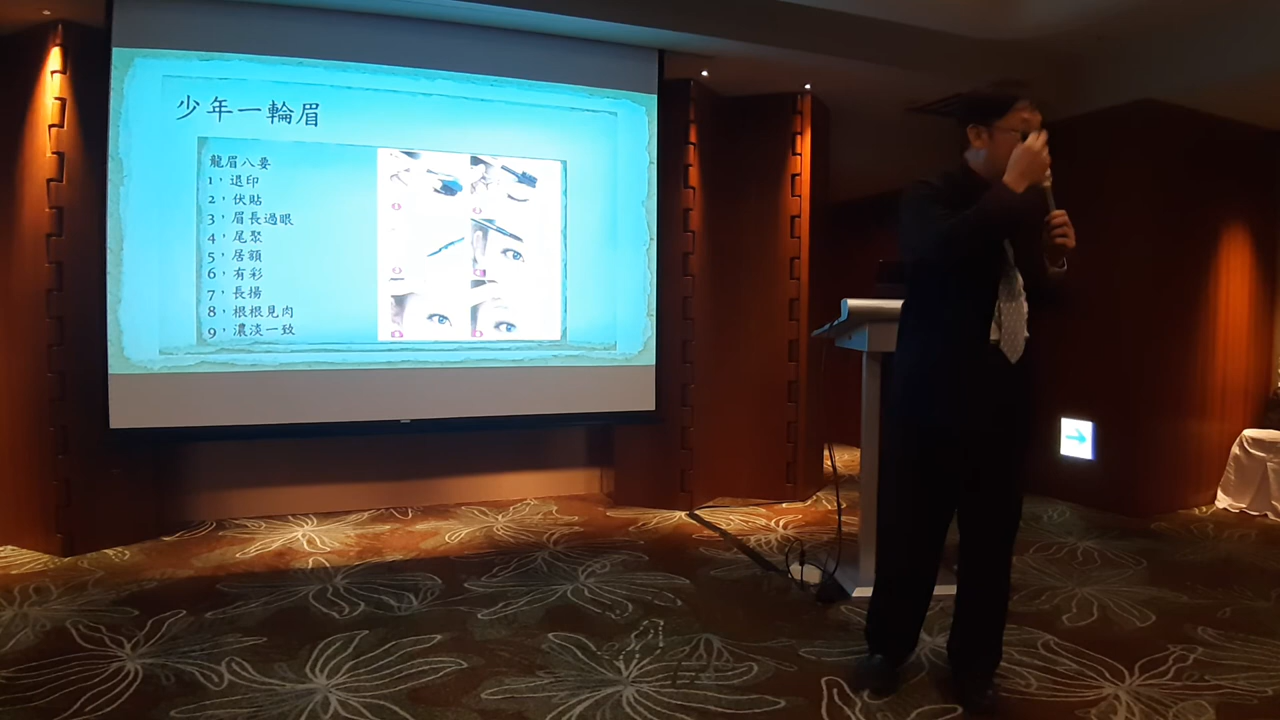 少年一輪眉
龍眉八要
1，退印
2，伏貼
3，眉長過眼
4，尾聚
5，居額
6，有彩
7，長揚
8，根根見肉
9，濃淡一致